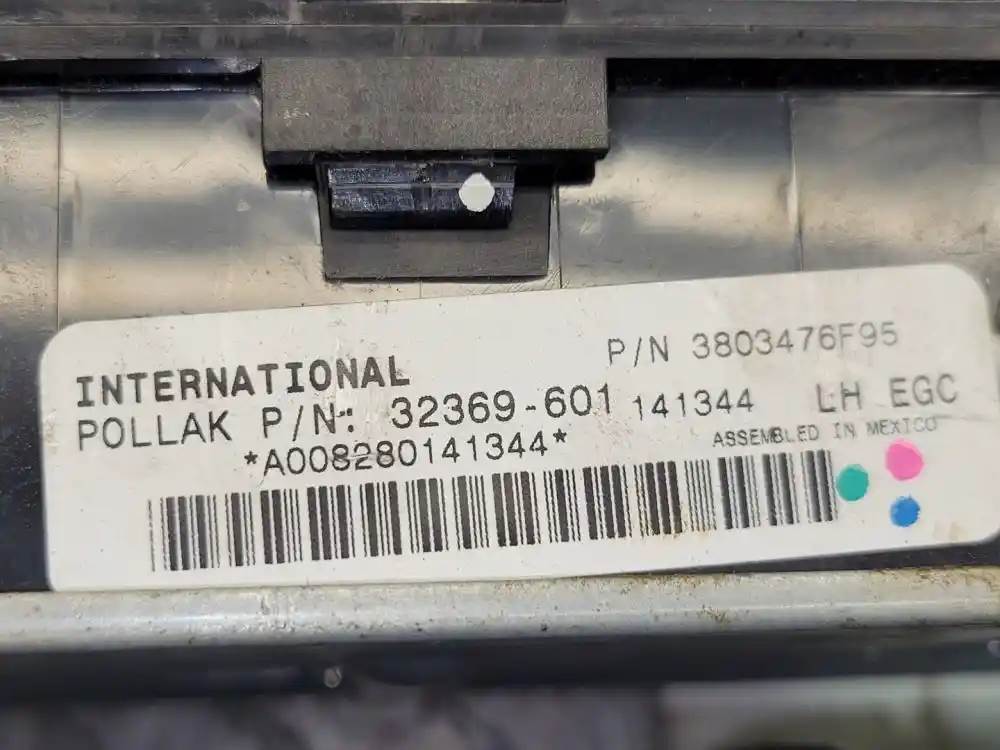 INTERNATIONAL P/N 3803476F95
POLLAK P/N: 32369-601 141344 LH EGC
*A008280141344* ASSEMBLED IN MEXICO